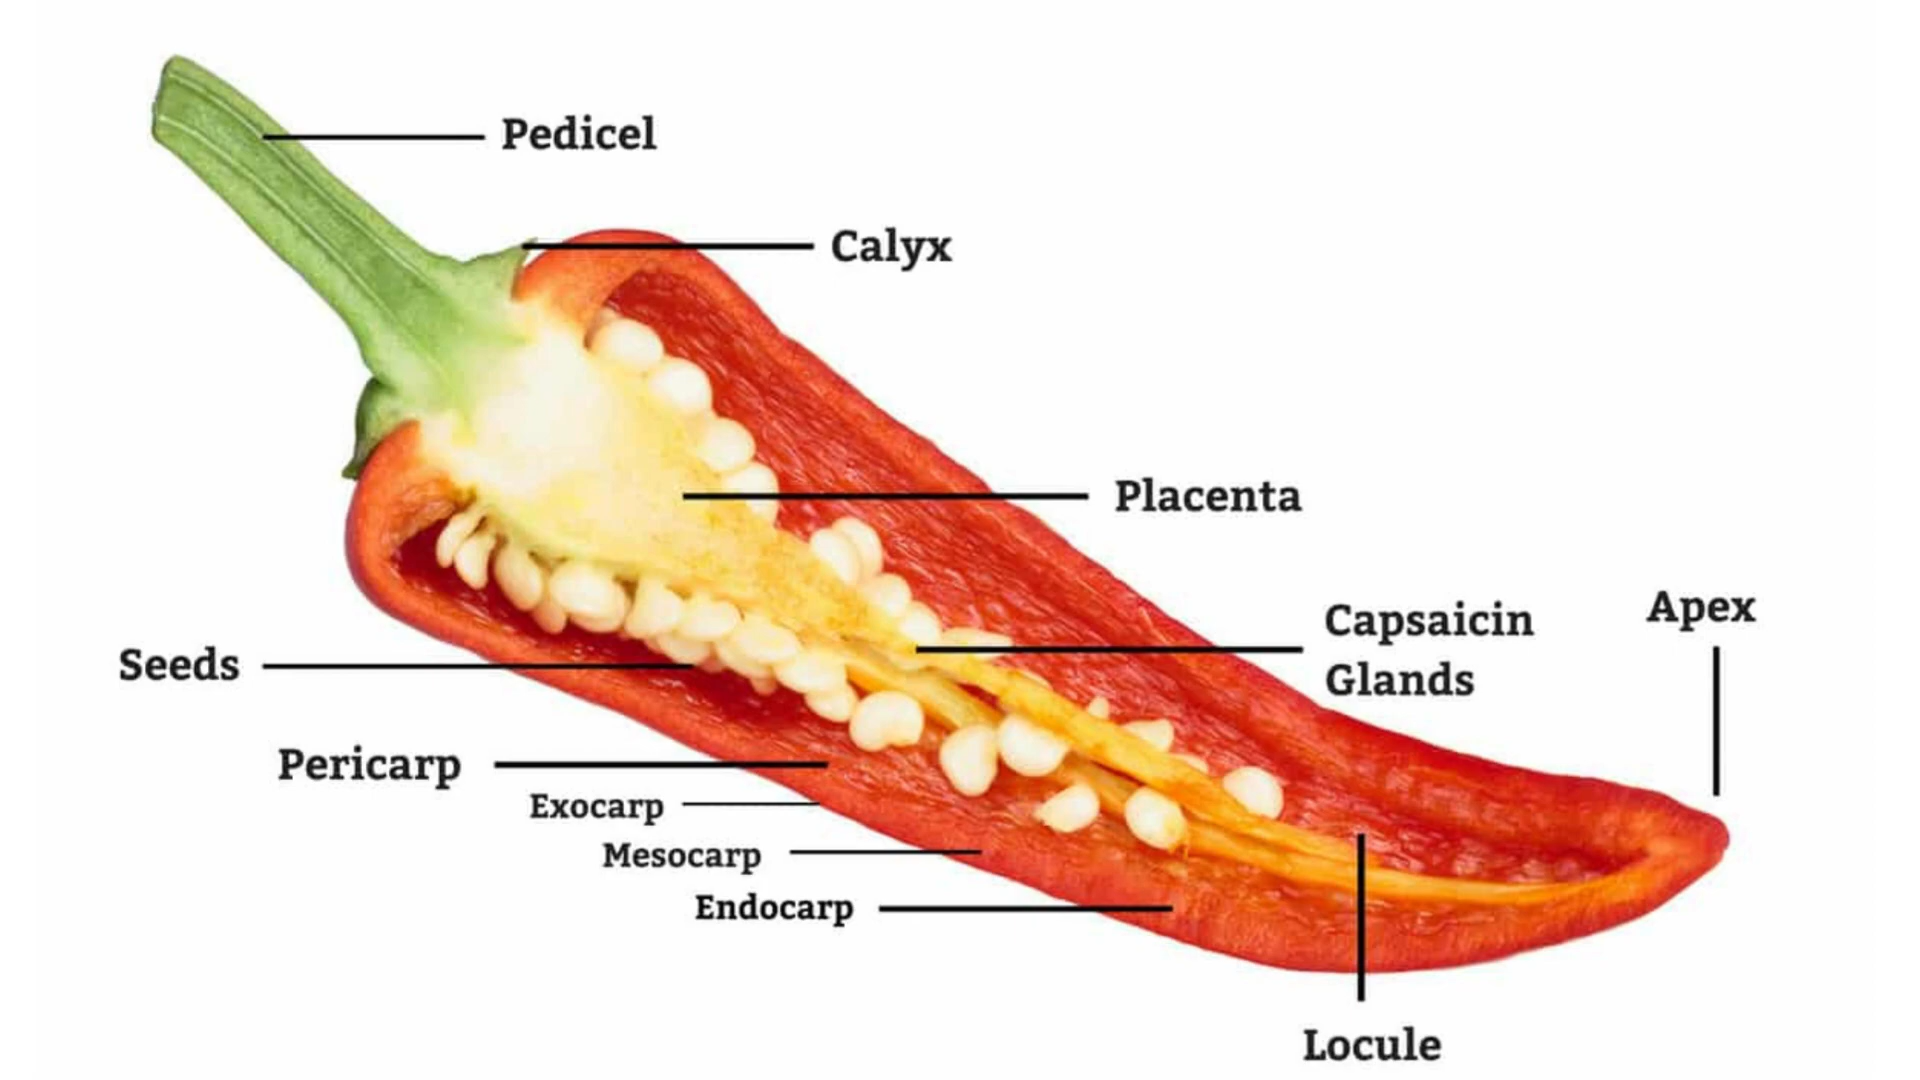 Pedicel
Calyx
Placenta
Capsaicin
Glands
Apex
Seeds
Pericarp
Exocarp
Mesocarp
Endocarp
Locule